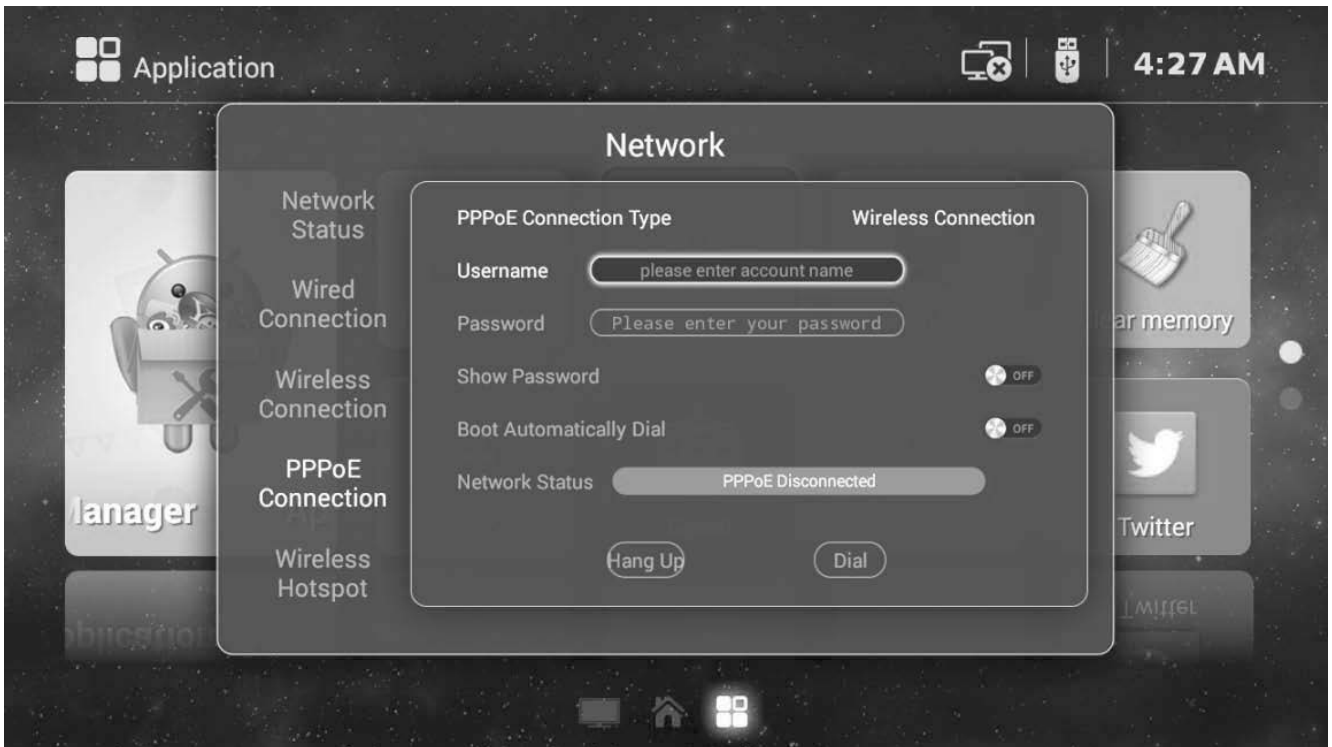 Application
4:27 AM
Network
Network
Status
Wired
Connection
Wireless
Connection
PPPoE
Connection
Wireless
Hotspot
PPPoE Connection Type
Wireless Connection
Username
please enter account name
Password
Please enter your password
Show Password
OFF
Boot Automatically Dial
OFF
Network Status
PPPoE Disconnected
Hang Up
Dial
anager
ar memory
Twitter
Twitter